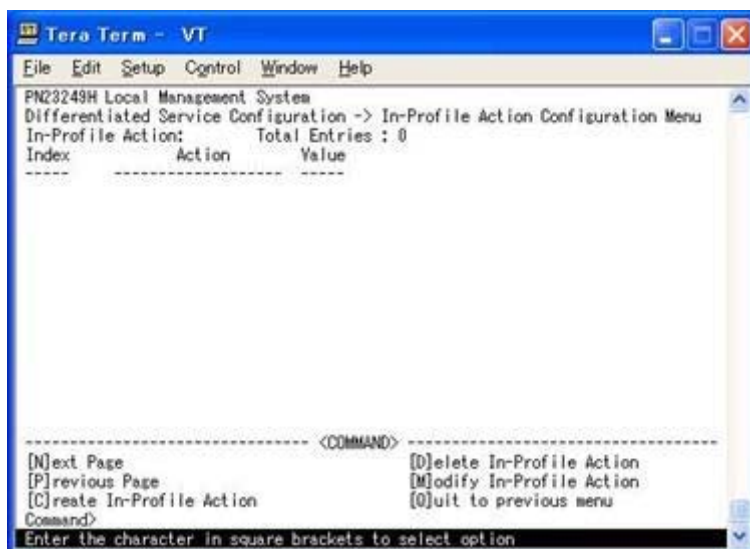 Tera Term - VT
File Edit Setup Control Window Help
PN23249H Local Management System
Differentiated Service Configuration -> In-Profile Action Configuration Menu
In-Profile Action: Total Entries : 0
Index Action Value
----- ------------------- -----
-------------------------------- <COMMAND> -----------------------------------
[N]ext Page [D]elete In-Profile Action
[P]revious Page [M]odify In-Profile Action
[C]reate In-Profile Action [Q]uit to previous menu
Command>
Enter the character in square brackets to select option